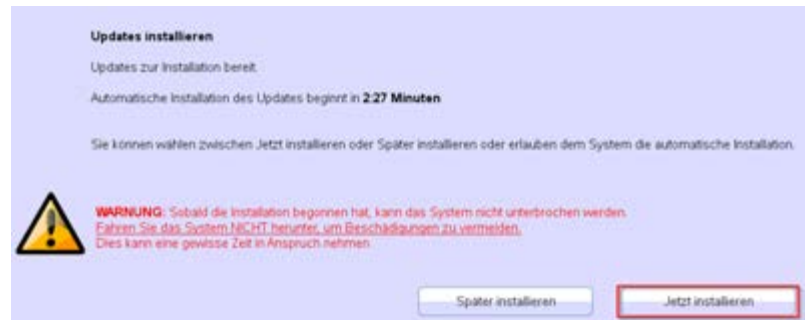 Updates installieren
Updates zur Installation bereit.
Automatische Installation des Updates beginnt in 2:27 Minuten
Sie können wählen zwischen Jetzt installieren oder Später installieren oder erlauben dem System die automatische Installation.
WARNUNG: Sobald die Installation begonnen hat, kann das System nicht unterbrochen werden.
Fahren Sie das System NICHT herunter, um Beschädigungen zu vermeiden.
Dies kann eine gewisse Zeit in Anspruch nehmen.
Später installieren
Jetzt installieren